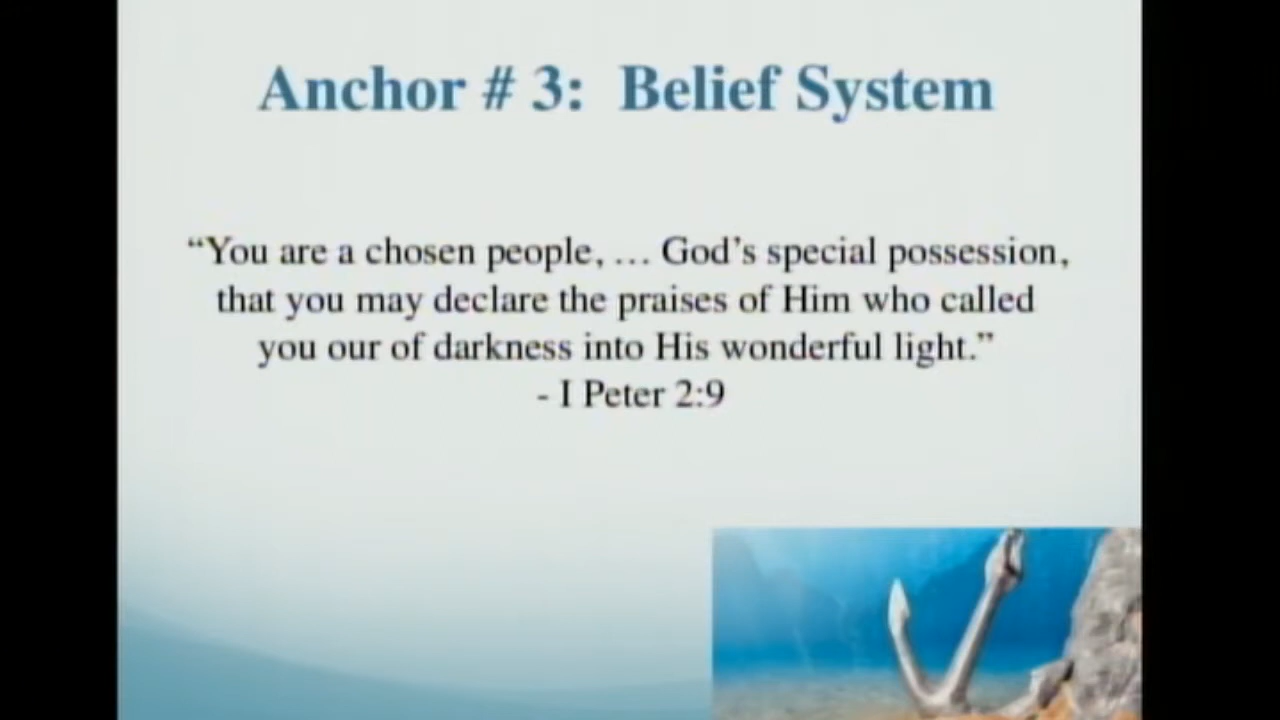 Anchor # 3: Belief System
“You are a chosen people, … God’s special possession,
that you may declare the praises of Him who called
you our of darkness into His wonderful light.”
- I Peter 2:9